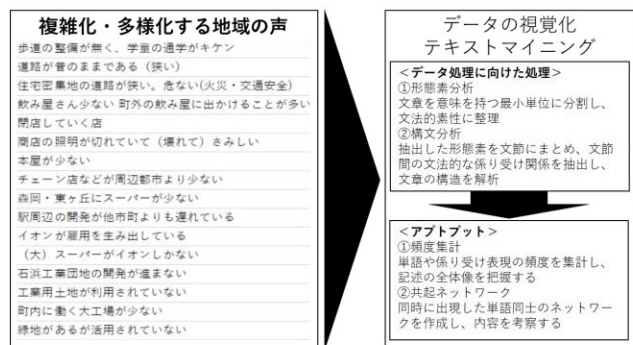 複雑化・多様化する地域の声
歩道の整備が無く、学童の通学がキケン
道路が昔のままである（狭い）
住宅密集地の道路が狭い。危ない(火災・交通安全)
飲み屋さん少ない 町外の飲み屋に出かけることが多い
閉店していく店
商店の照明が切れていて（壊れて）さみしい
本屋が少ない
チェーン店などが周辺都市より少ない
森岡・東ヶ丘にスーパーが少ない
駅周辺の開発が他市町よりも遅れている
イオンが雇用を生み出している
（大）スーパーがイオンしかない
石浜工業団地の開発が進まない
工業用土地が利用されていない
町内に働く大工場が少ない
緑地があるが活用されていない
データの視覚化
テキストマイニング
＜データ処理に向けた処理＞
①形態素分析
文章を意味を持つ最小単位に分割し、
文法的素性に整理
②構文分析
抽出した形態素を文節にまとめ、文節
間の文法的な係り受け関係を抽出し、
文章の構造を解析
＜アプトプット＞
①頻度集計
単語や係り受け表現の頻度を集計し、
記述の全体像を把握する
②共起ネットワーク
同時に出現した単語同士のネットワー
クを作成し、内容を考察する